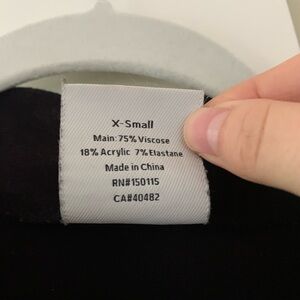 X-Small
Main: 75% Viscose
18% Acrylic 7% Elastane
Made in China
RN#150115
CA#40482